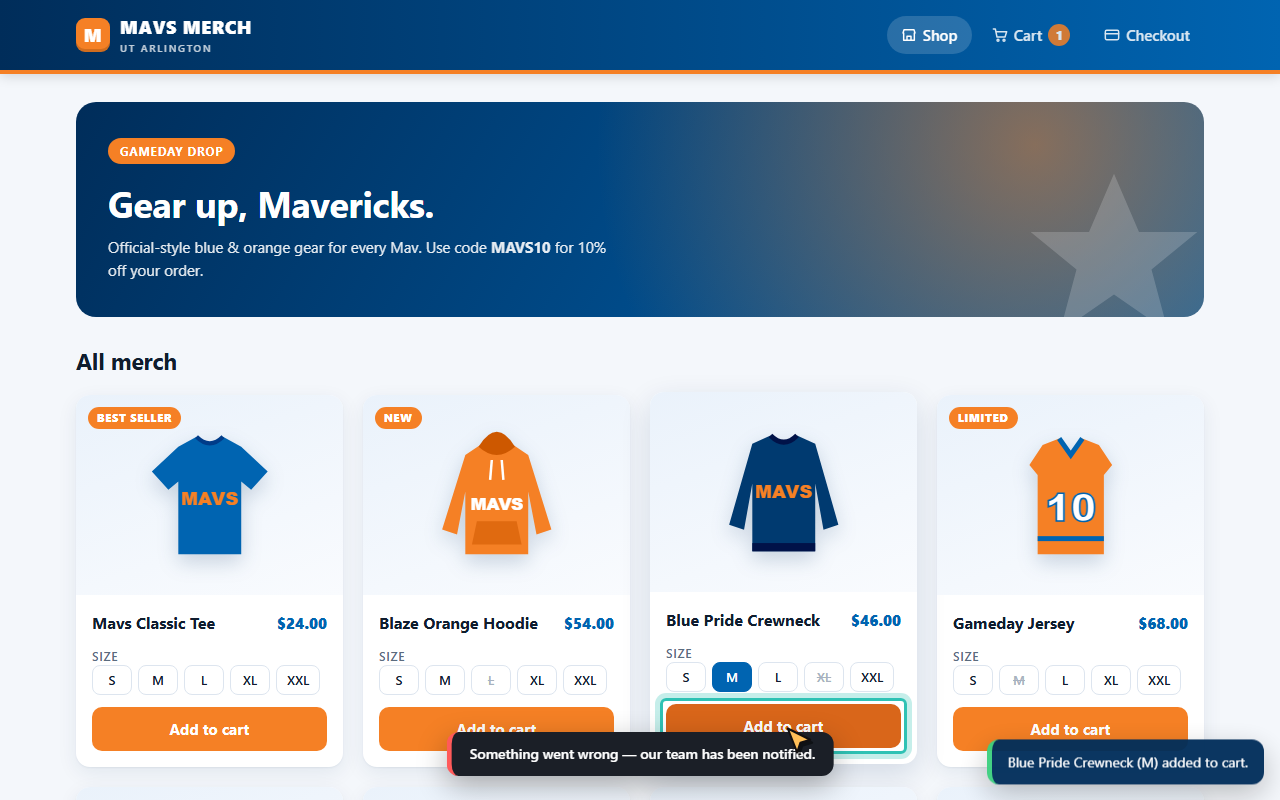 M
MAVS MERCH
UT ARLINGTON
Shop
Cart 1
Checkout
GAMEDAY DROP
Gear up, Mavericks.
Official-style blue & orange gear for every Mav. Use code MAVS10 for 10%
off your order.
All merch
BEST SELLER
MAVS
Mavs Classic Tee $24.00
SIZE
S M L XL XXL
Add to cart
NEW
MAVS
Blaze Orange Hoodie $54.00
SIZE
S M L XL XXL
Add to cart
MAVS
Blue Pride Crewneck $46.00
SIZE
S M L XL XXL
Add to cart
LIMITED
10
Gameday Jersey $68.00
SIZE
S M L XL XXL
Add to cart
Something went wrong — our team has been notified.
Blue Pride Crewneck (M) added to cart.